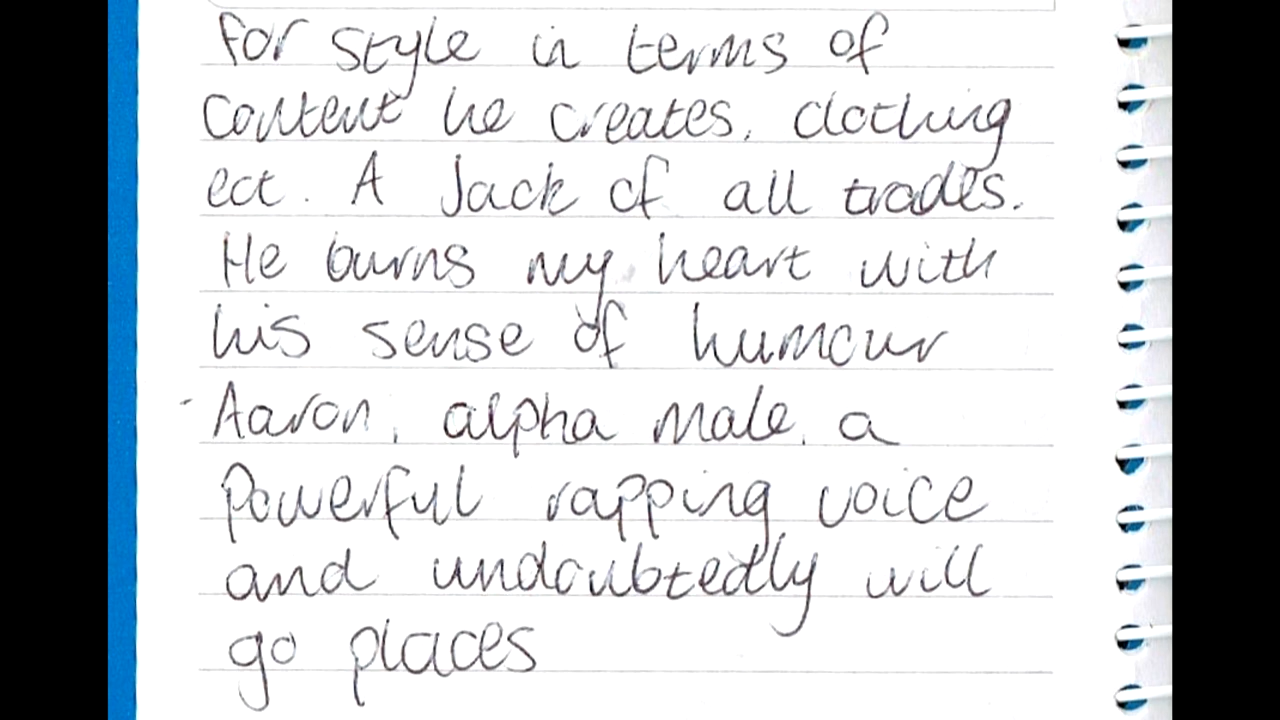 for style in terms of
content he creates, clothing
ect. A Jack of all trades.
He burns my heart with
his sense of humour
- Aaron, alpha male, a
powerful rapping voice
and undoubtedly will
go places